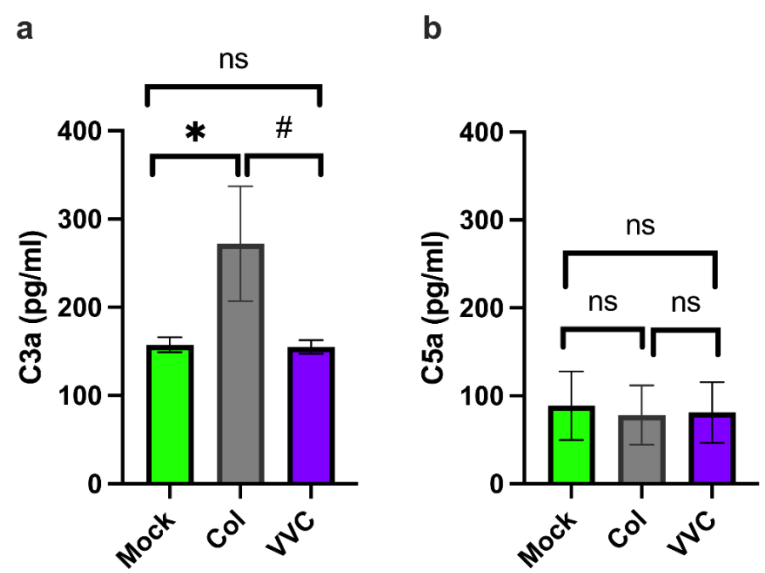 a
ns
* #
400
300
200
100
0
C3a (pg/ml)
Mock Col VVC
b
400
300
200
100
0
C5a (pg/ml)
ns
ns ns
Mock Col VVC